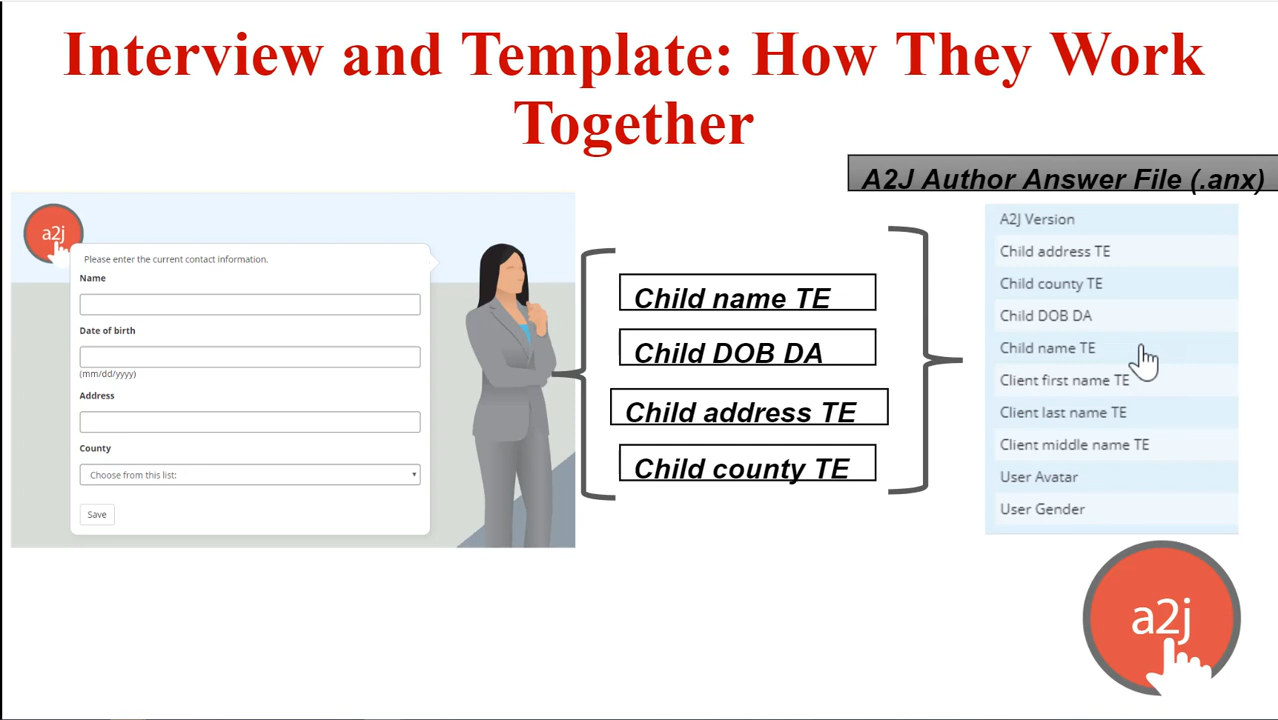 Interview and Template: How They Work
Together
A2J Author Answer File (.anx)
a2j
Please enter the current contact information.
Name
Date of birth
(mm/dd/yyyy)
Address
County
Choose from this list:
Save
Child name TE
Child DOB DA
Child address TE
Child county TE
A2J Version
Child address TE
Child county TE
Child DOB DA
Child name TE
Client first name TE
Client last name TE
Client middle name TE
User Avatar
User Gender
a2j